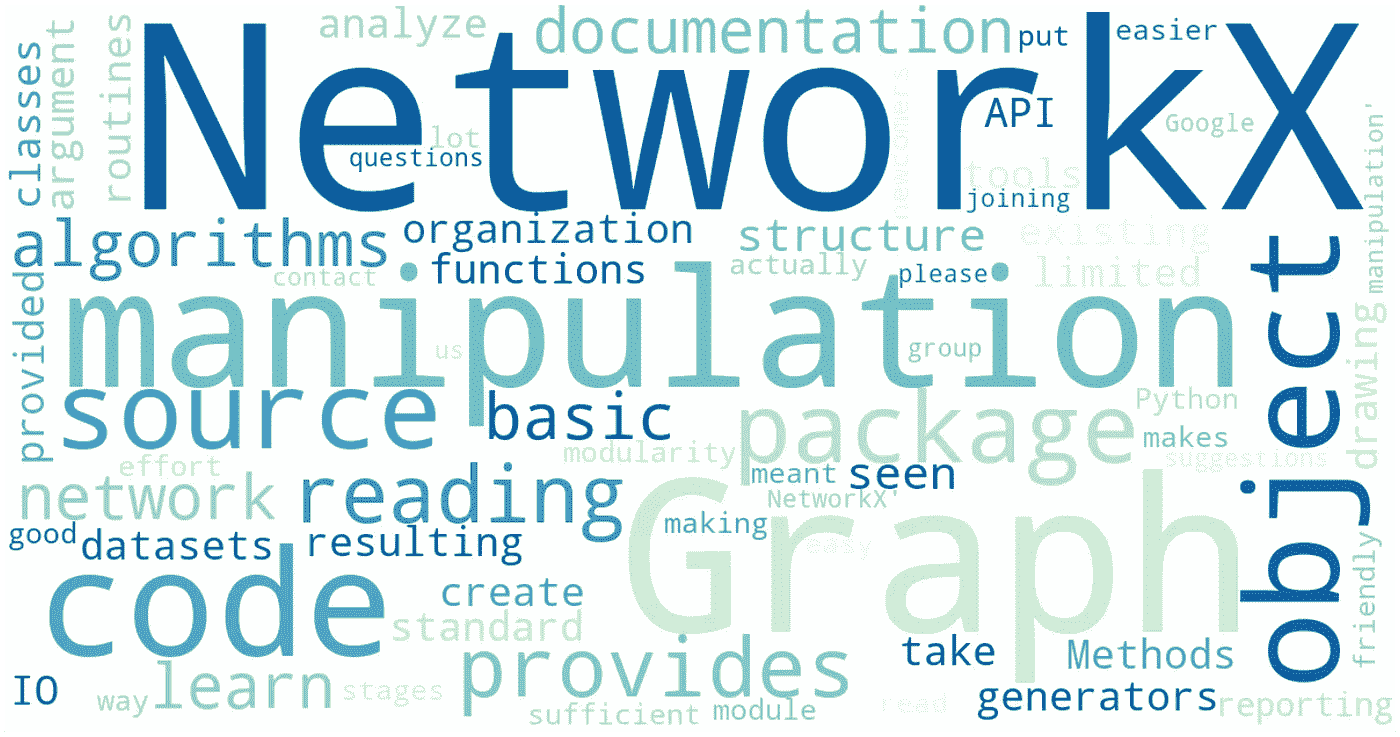 NetworkX
analyze
documentation
put
easier
classes
argument
routines
lot
questions
API
Google
newcomers
tools
joining
manipulation'
algorithms
organization
structure
existing
contact
functions
actually
please
limited
object
provided
manipulation
us
group
drawing
source
basic
package
Python
makes
effort
modularity
suggestions
network
reading
meant
seen
NetworkX'
making
Graph
good
datasets
resulting
easy
code
create
standard
friendly
provides
take
Methods
IO
way
learn
stages
sufficient
module
read
generators
reporting